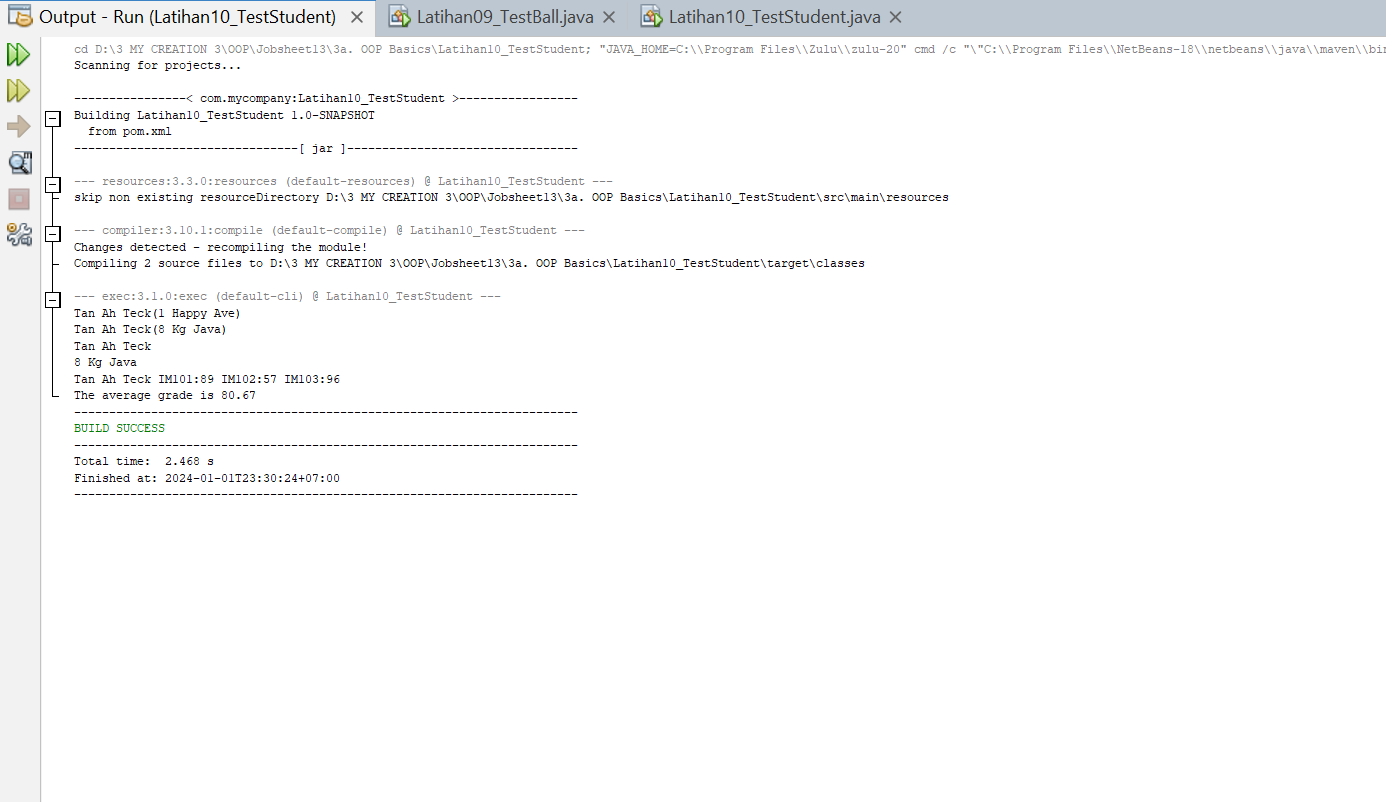 Output - Run (Latihan10_TestStudent) Latihan09_TestBall.java Latihan10_TestStudent.java
cd D:\3 MY CREATION 3\OOP\Jobsheet13\3a. OOP Basics\Latihan10_TestStudent; "JAVA_HOME=C:\\Program Files\\Zulu\\zulu-20" cmd /c "\"C:\\Program Files\\NetBeans-18\\netbeans\\java\\maven\\bin
Scanning for projects...
----------------< com.mycompany:Latihan10_TestStudent >-----------------
Building Latihan10_TestStudent 1.0-SNAPSHOT
from pom.xml
--------------------------------[ jar ]---------------------------------
--- resources:3.3.0:resources (default-resources) @ Latihan10_TestStudent ---
skip non existing resourceDirectory D:\3 MY CREATION 3\OOP\Jobsheet13\3a. OOP Basics\Latihan10_TestStudent\src\main\resources
--- compiler:3.10.1:compile (default-compile) @ Latihan10_TestStudent ---
Changes detected - recompiling the module!
Compiling 2 source files to D:\3 MY CREATION 3\OOP\Jobsheet13\3a. OOP Basics\Latihan10_TestStudent\target\classes
--- exec:3.1.0:exec (default-cli) @ Latihan10_TestStudent ---
Tan Ah Teck(1 Happy Ave)
Tan Ah Teck(8 Kg Java)
Tan Ah Teck
8 Kg Java
Tan Ah Teck IM101:89 IM102:57 IM103:96
The average grade is 80.67
------------------------------------------------------------------------
BUILD SUCCESS
------------------------------------------------------------------------
Total time:  2.468 s
Finished at: 2024-01-01T23:30:24+07:00
------------------------------------------------------------------------